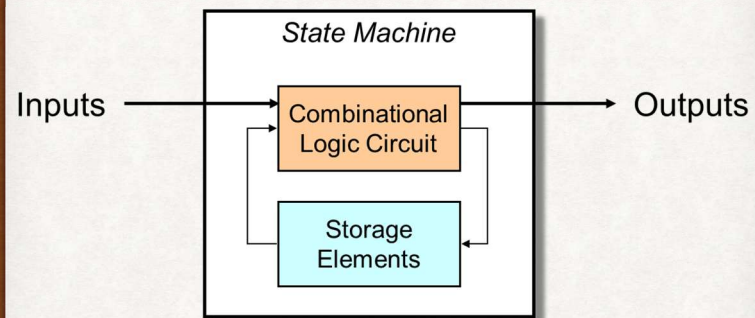 State Machine
Inputs
Combinational
Logic Circuit
Outputs
Storage
Elements